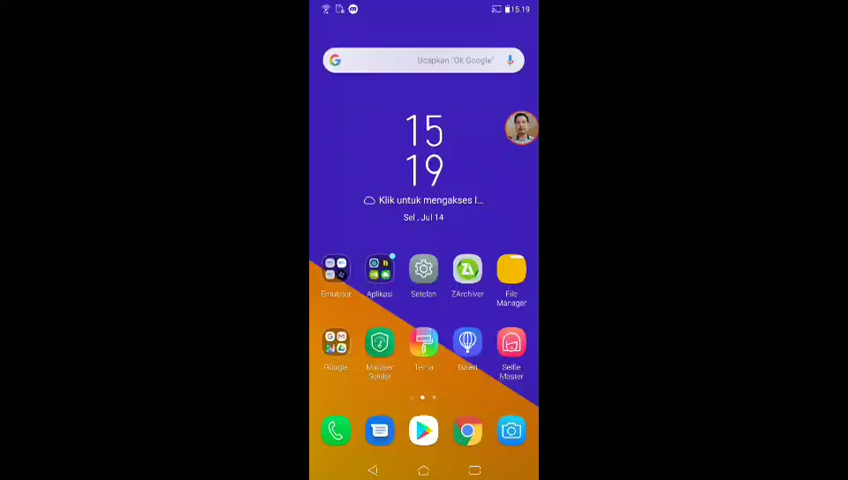 15.19
Ucapkan "Ok Google"
15
19
Klik untuk mengakses l...
Sel , Jul 14
Emulator
Aplikasi
Setelan
ZArchiver
File Manager
Google
Manajer Seluler
Tema
Galeri
Selfie Master